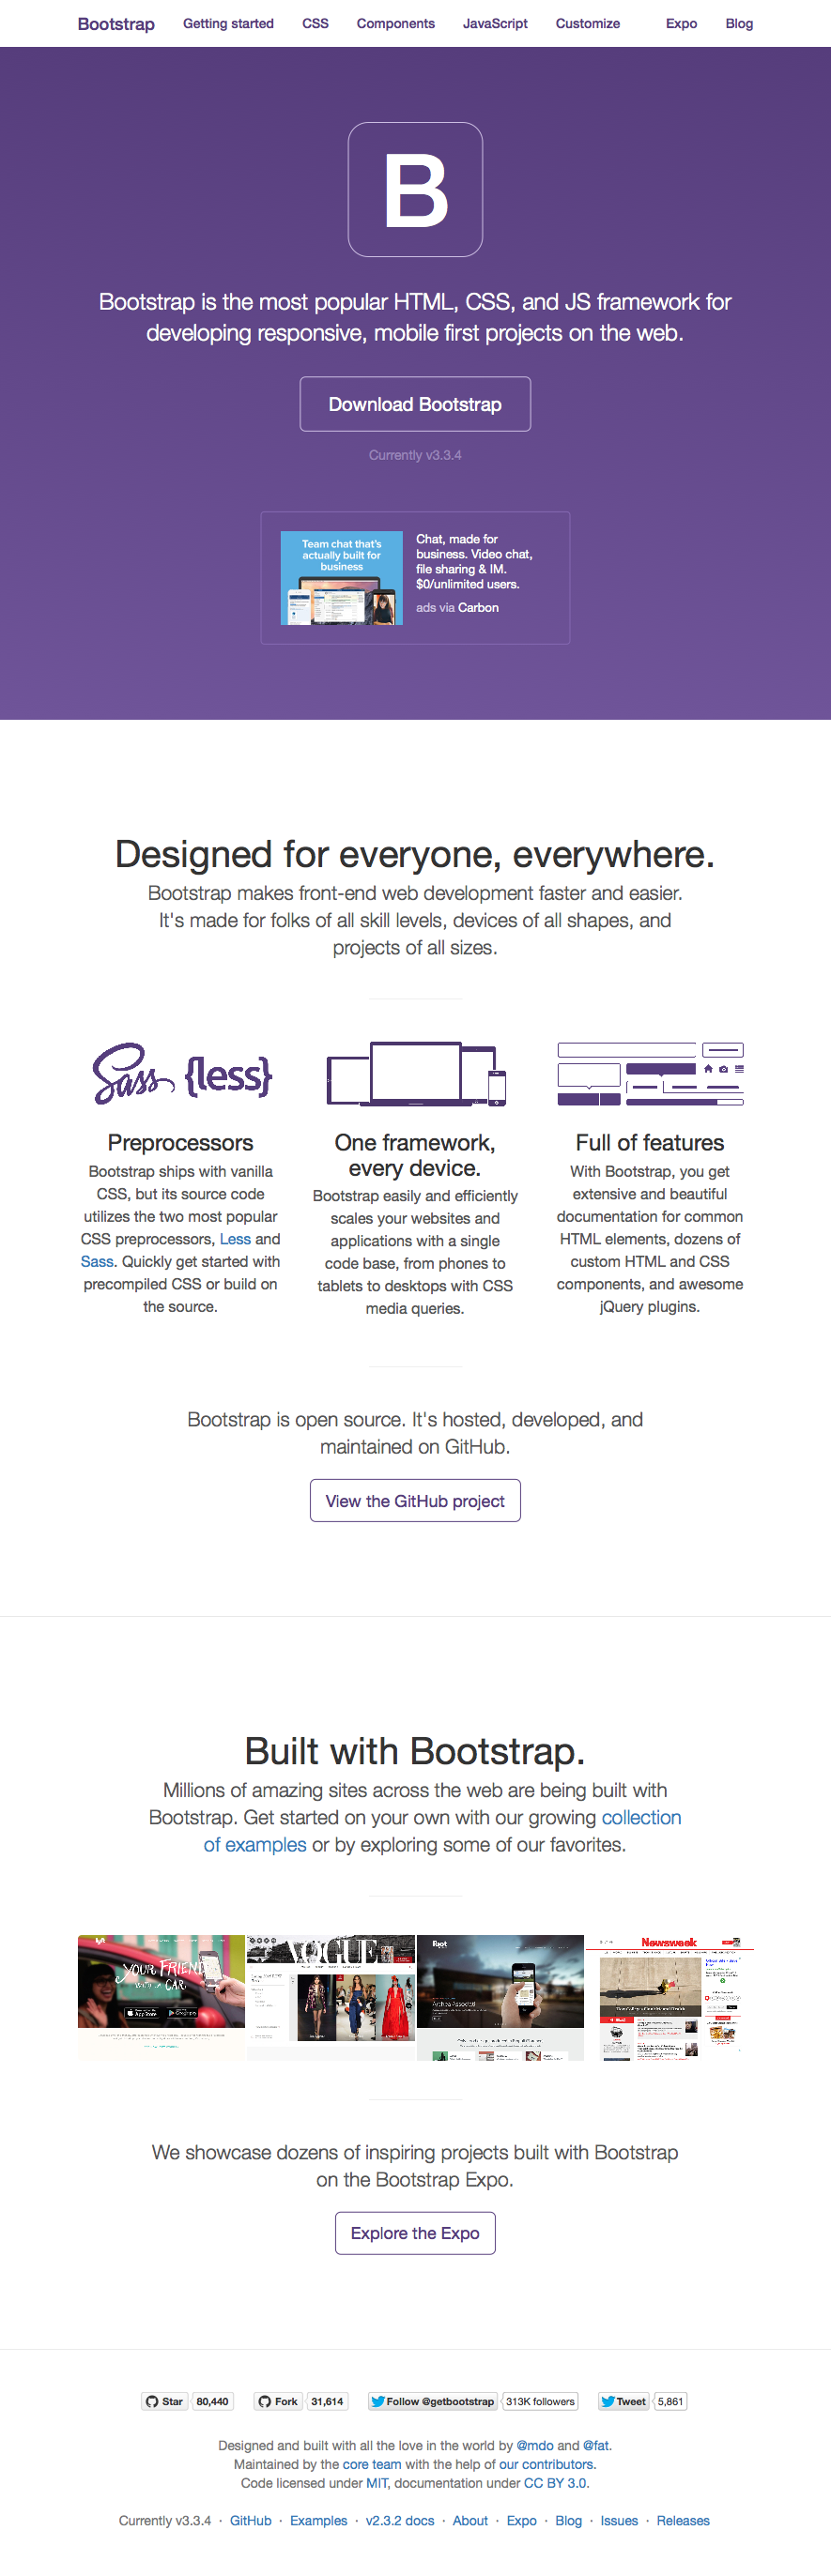 Bootstrap Getting started CSS Components JavaScript Customize Expo Blog
B
Bootstrap is the most popular HTML, CSS, and JS framework for
developing responsive, mobile first projects on the web.
Download Bootstrap
Currently v3.3.4
Team chat that's
actually built for
business
Chat, made for
business. Video chat,
file sharing & IM.
$0/unlimited users.
ads via Carbon
Designed for everyone, everywhere.
Bootstrap makes front-end web development faster and easier.
It's made for folks of all skill levels, devices of all shapes, and
projects of all sizes.
Sass {less}
Preprocessors
Bootstrap ships with vanilla
CSS, but its source code
utilizes the two most popular
CSS preprocessors, Less and
Sass. Quickly get started with
precompiled CSS or build on
the source.
One framework,
every device.
Bootstrap easily and efficiently
scales your websites and
applications with a single
code base, from phones to
tablets to desktops with CSS
media queries.
Full of features
With Bootstrap, you get
extensive and beautiful
documentation for common
HTML elements, dozens of
custom HTML and CSS
components, and awesome
jQuery plugins.
Bootstrap is open source. It's hosted, developed, and
maintained on GitHub.
View the GitHub project
Built with Bootstrap.
Millions of amazing sites across the web are being built with
Bootstrap. Get started on your own with our growing collection
of examples or by exploring some of our favorites.
YOUR FRIEND
WITH A CAR
VOGUE
Newsweek
We showcase dozens of inspiring projects built with Bootstrap
on the Bootstrap Expo.
Explore the Expo
Star 80,440 Fork 31,614 Follow @getbootstrap 313K followers Tweet 5,861
Designed and built with all the love in the world by @mdo and @fat.
Maintained by the core team with the help of our contributors.
Code licensed under MIT, documentation under CC BY 3.0.
Currently v3.3.4 · GitHub · Examples · v2.3.2 docs · About · Expo · Blog · Issues · Releases